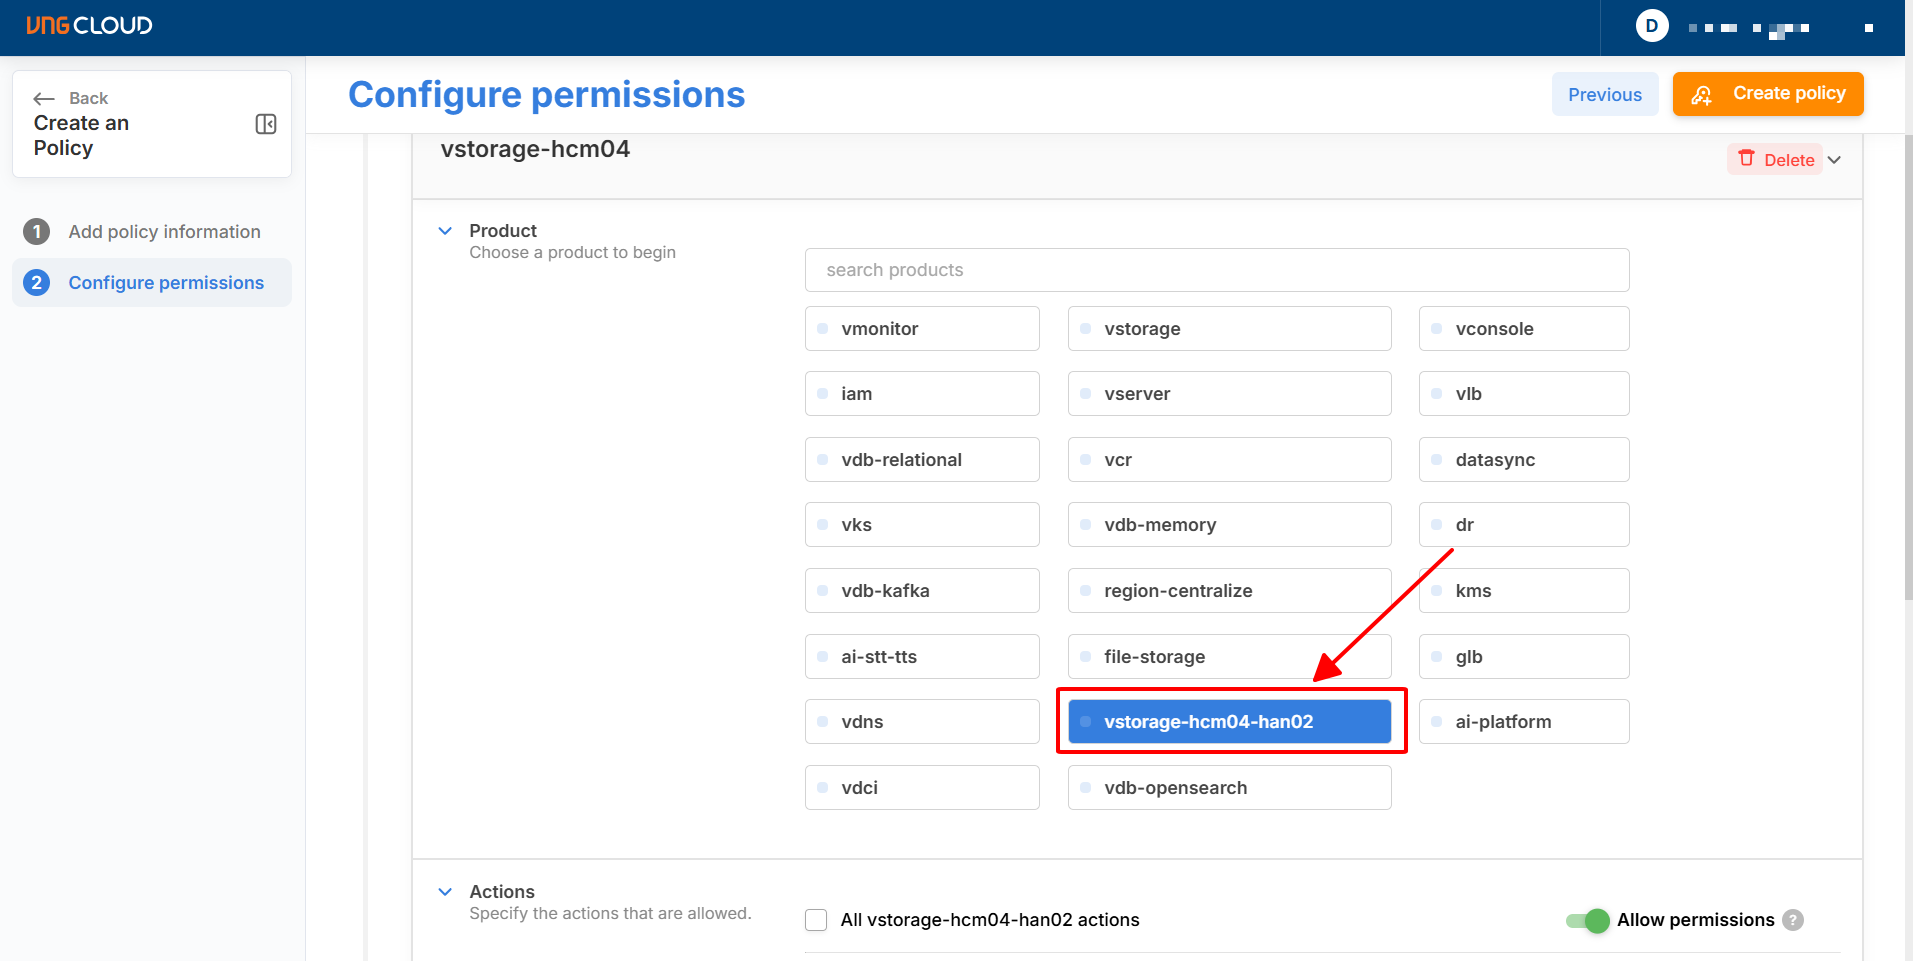 VNG CLOUD
D
Back
Create an
Policy
Configure permissions
Previous
Create policy
1 Add policy information
2 Configure permissions
vstorage-hcm04
Delete
Product
Choose a product to begin
search products
vmonitor
vstorage
vconsole
iam
vserver
vlb
vdb-relational
vcr
datasync
vks
vdb-memory
dr
vdb-kafka
region-centralize
kms
ai-stt-tts
file-storage
glb
vdns
vstorage-hcm04-han02
ai-platform
vdci
vdb-opensearch
Actions
Specify the actions that are allowed.
All vstorage-hcm04-han02 actions
Allow permissions ?